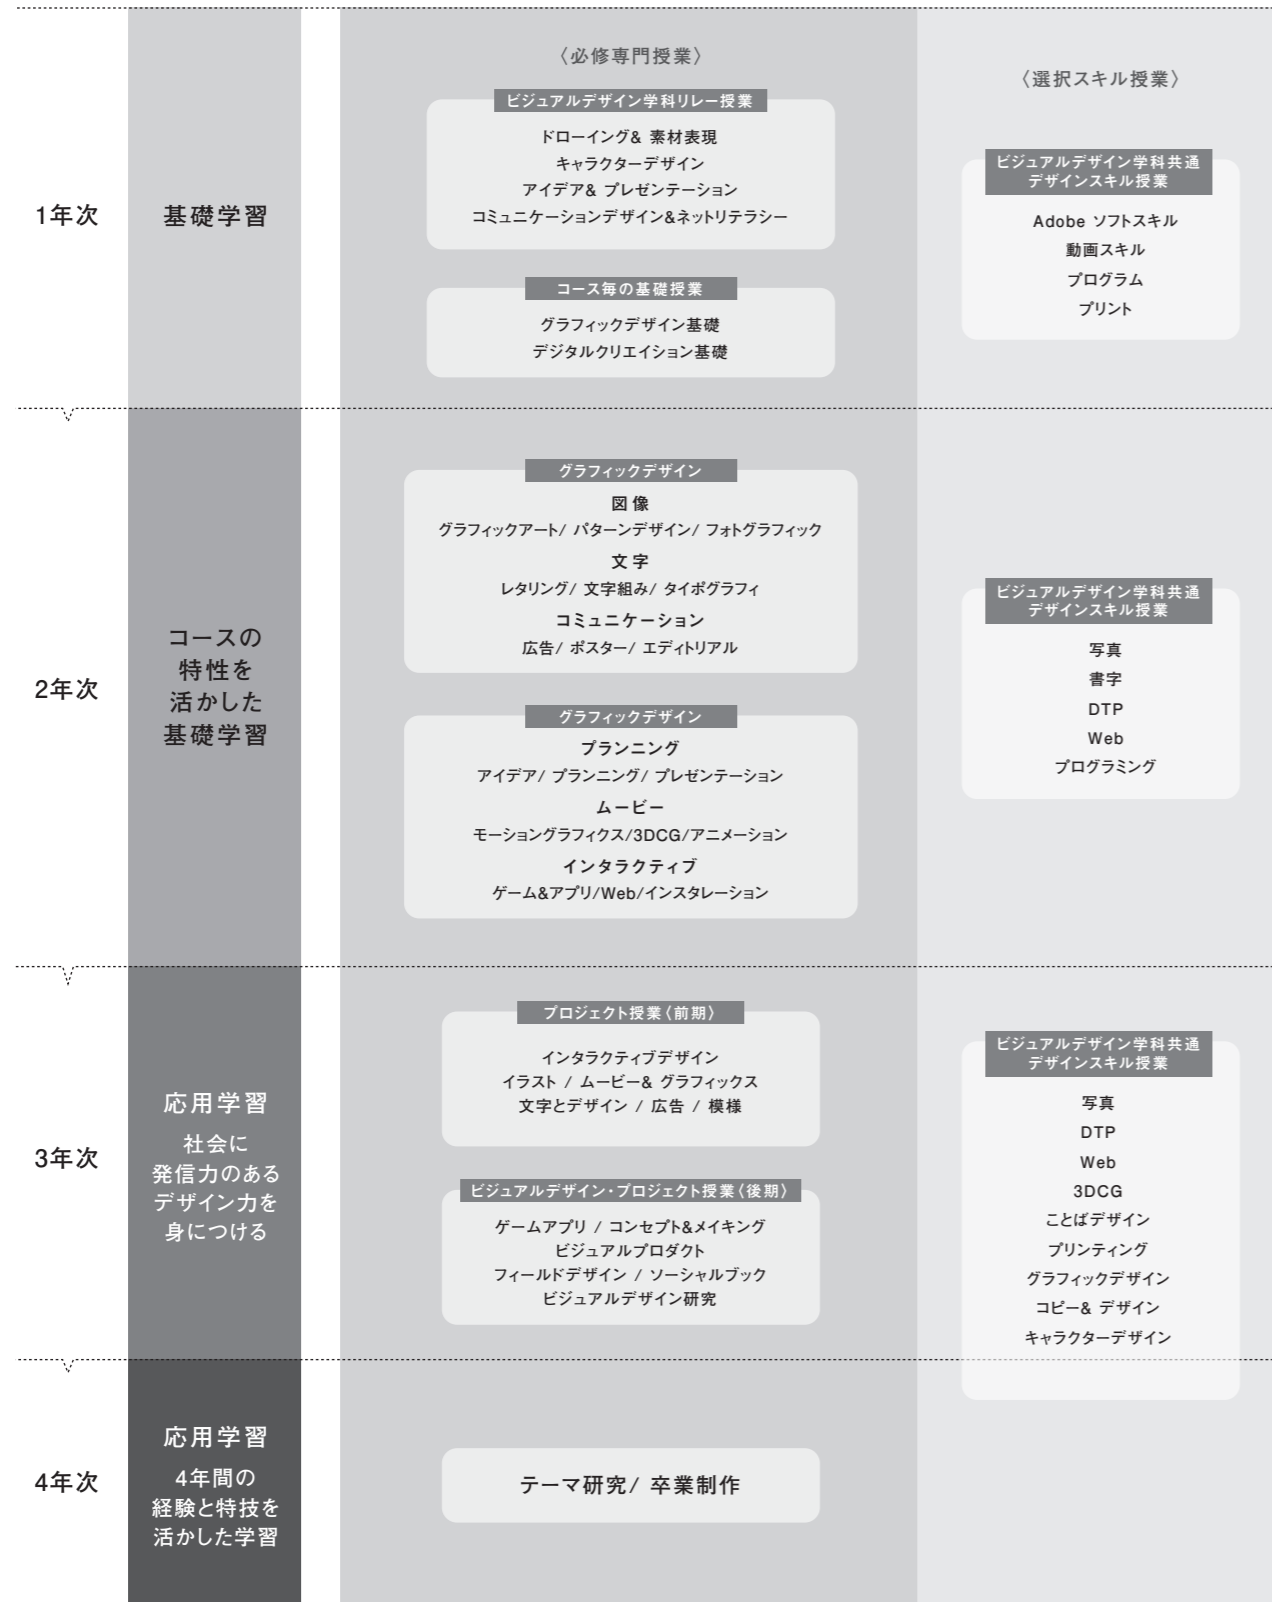 〈必修専門授業〉
〈選択スキル授業〉
1年次
基礎学習
ビジュアルデザイン学科リレー授業
ドローイング& 素材表現
キャラクターデザイン
アイデア& プレゼンテーション
コミュニケーションデザイン&ネットリテラシー
コース毎の基礎授業
グラフィックデザイン基礎
デジタルクリエイション基礎
ビジュアルデザイン学科共通
デザインスキル授業
Adobe ソフトスキル
動画スキル
プログラム
プリント
2年次
コースの
特性を
活かした
基礎学習
グラフィックデザイン
図像
グラフィックアート/ パターンデザイン/ フォトグラフィック
文字
レタリング/ 文字組み/ タイポグラフィ
コミュニケーション
広告/ ポスター/ エディトリアル
グラフィックデザイン
プランニング
アイデア/ プランニング/ プレゼンテーション
ムービー
モーショングラフィクス/3DCG/アニメーション
インタラクティブ
ゲーム&アプリ/Web/インスタレーション
ビジュアルデザイン学科共通
デザインスキル授業
写真
書字
DTP
Web
プログラミング
3年次
応用学習
社会に
発信力のある
デザイン力を
身につける
プロジェクト授業〈前期〉
インタラクティブデザイン
イラスト / ムービー& グラフィックス
文字とデザイン / 広告 / 模様
ビジュアルデザイン・プロジェクト授業〈後期〉
ゲームアプリ / コンセプト&メイキング
ビジュアルプロダクト
フィールドデザイン / ソーシャルブック
ビジュアルデザイン研究
ビジュアルデザイン学科共通
デザインスキル授業
写真
DTP
Web
3DCG
ことばデザイン
プリンティング
グラフィックデザイン
コピー& デザイン
キャラクターデザイン
4年次
応用学習
4年間の
経験と特技を
活かした学習
テーマ研究/ 卒業制作